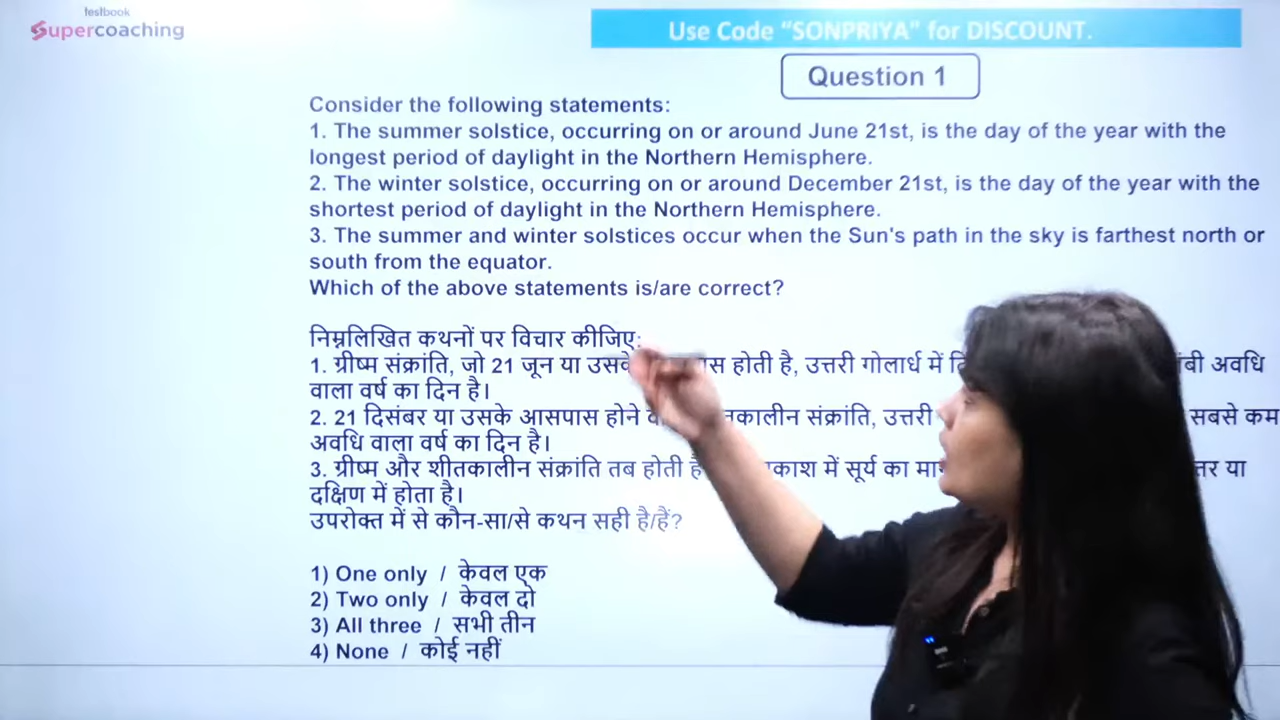 testbook
Supercoaching
Use Code “SONPRIYA” for DISCOUNT.
Question 1
Consider the following statements:
1. The summer solstice, occurring on or around June 21st, is the day of the year with the
longest period of daylight in the Northern Hemisphere.
2. The winter solstice, occurring on or around December 21st, is the day of the year with the
shortest period of daylight in the Northern Hemisphere.
3. The summer and winter solstices occur when the Sun's path in the sky is farthest north or
south from the equator.
Which of the above statements is/are correct?
निम्नलिखित कथनों पर विचार कीजिए:
1. ग्रीष्म संक्रांति, जो 21 जून या होती है, उत्तरी गोलार्ध में अवधि
वाला वर्ष का दिन है।
2. 21 दिसंबर या उसके आसपास होने संक्रांति, उत्तरी सबसे कम
अवधि वाला वर्ष का दिन है।
3. ग्रीष्म और शीतकालीन संक्रांति तब होती में सूर्य का या
दक्षिण में होता है।
उपरोक्त में से कौन-सा/से कथन सही है/हैं?
1) One only / केवल एक
2) Two only / केवल दो
3) All three / सभी तीन
4) None / कोई नहीं